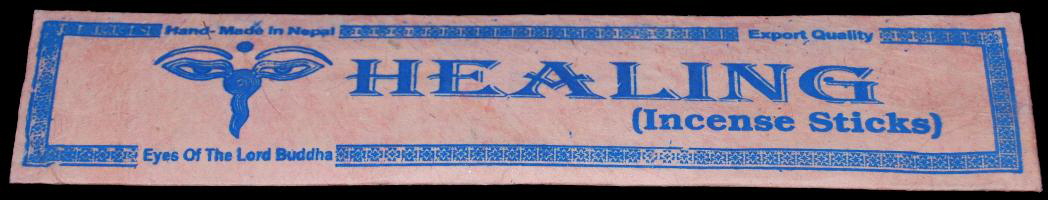 Hand- Made In Nepal
Export Quality
HEALING
(Incense Sticks)
Eyes Of The Lord Buddha